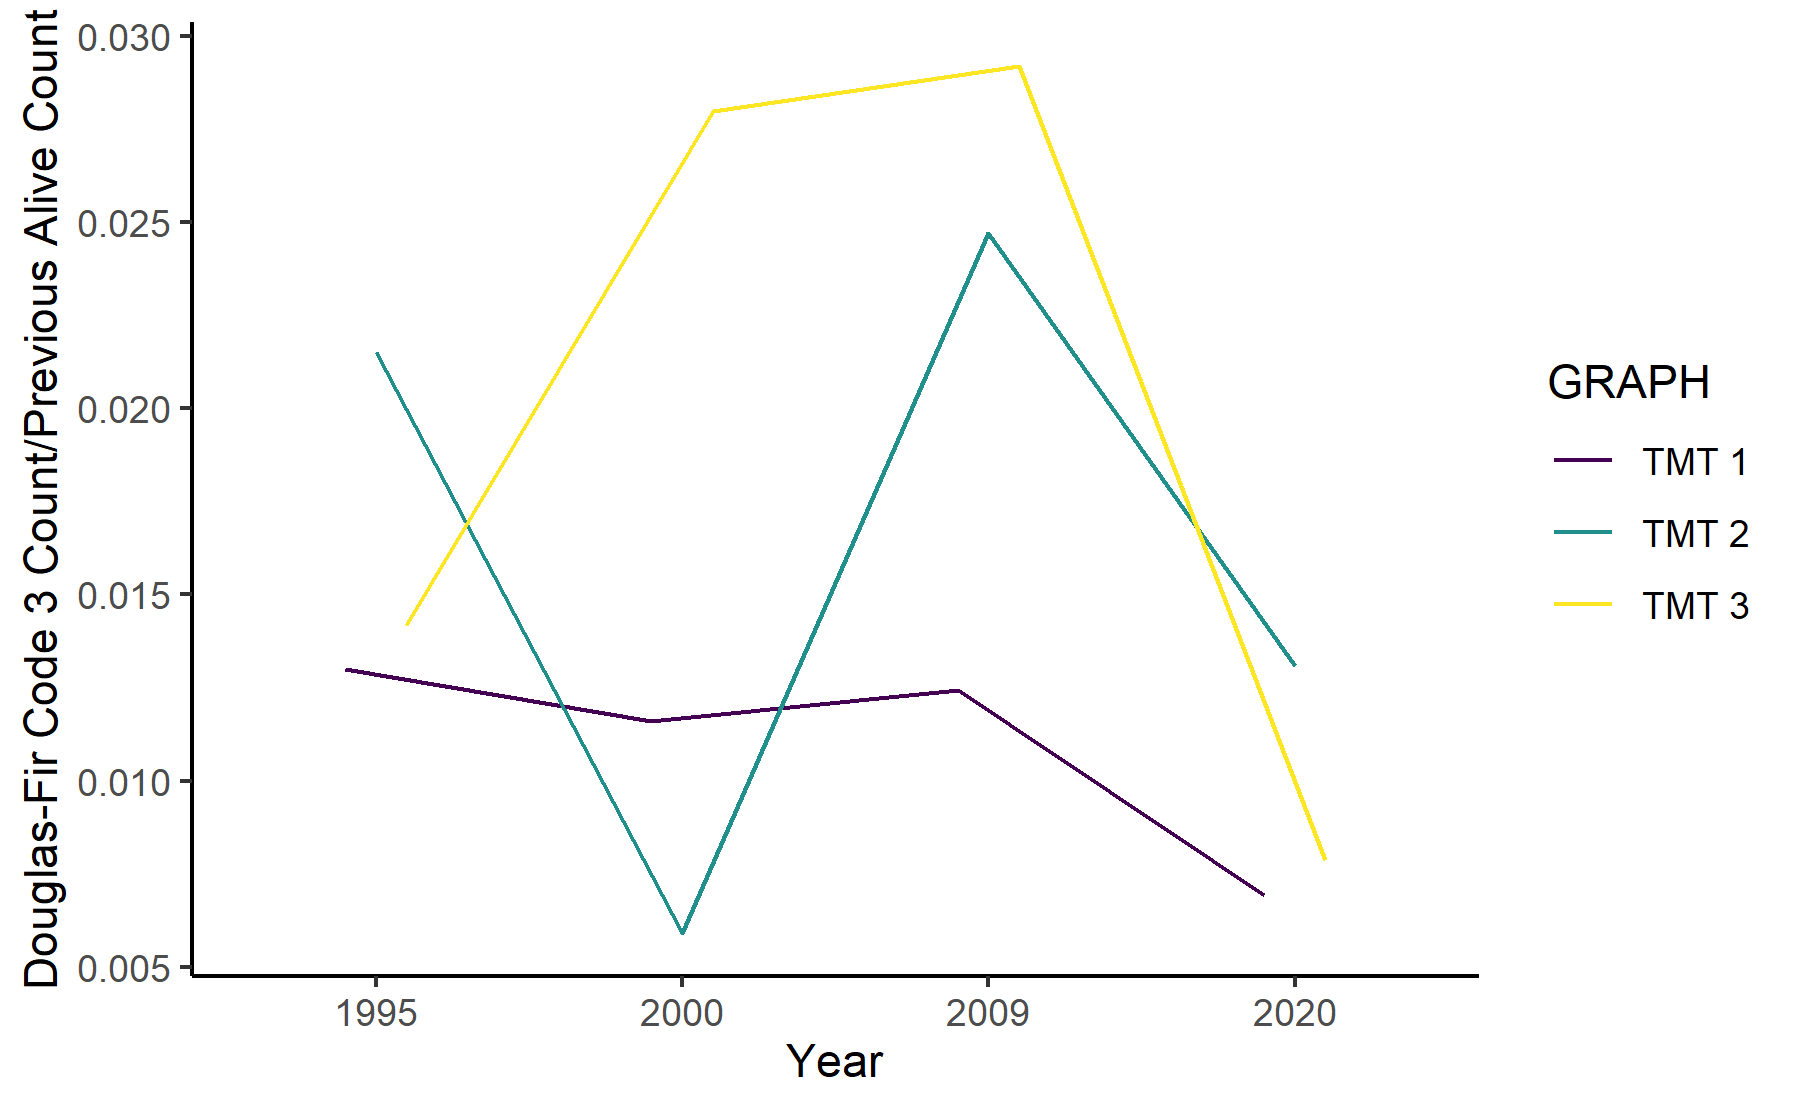 Douglas-Fir Code 3 Count/Previous Alive Count
0.030
0.025
0.020
0.015
0.010
0.005
1995 2000 2009 2020
Year
GRAPH
TMT 1
TMT 2
TMT 3